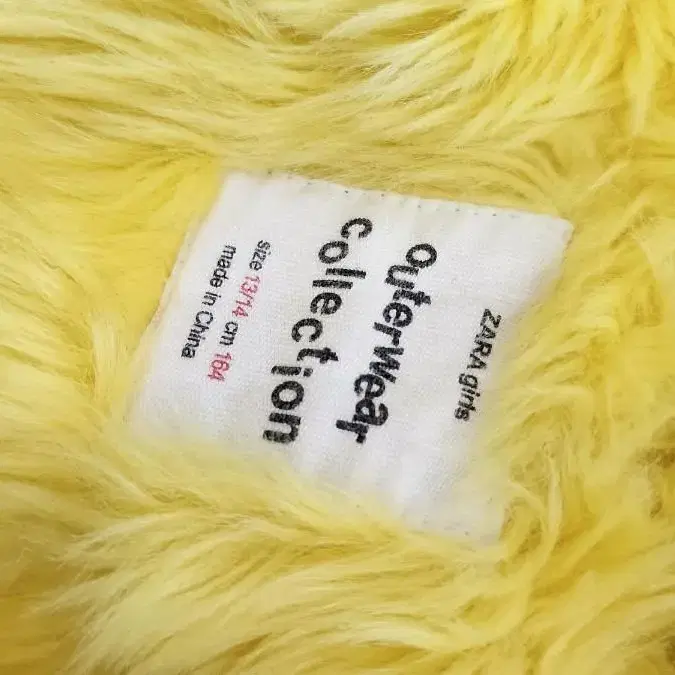 ZARA girls
outerwear
collection
size 13/14 cm 164
made in China